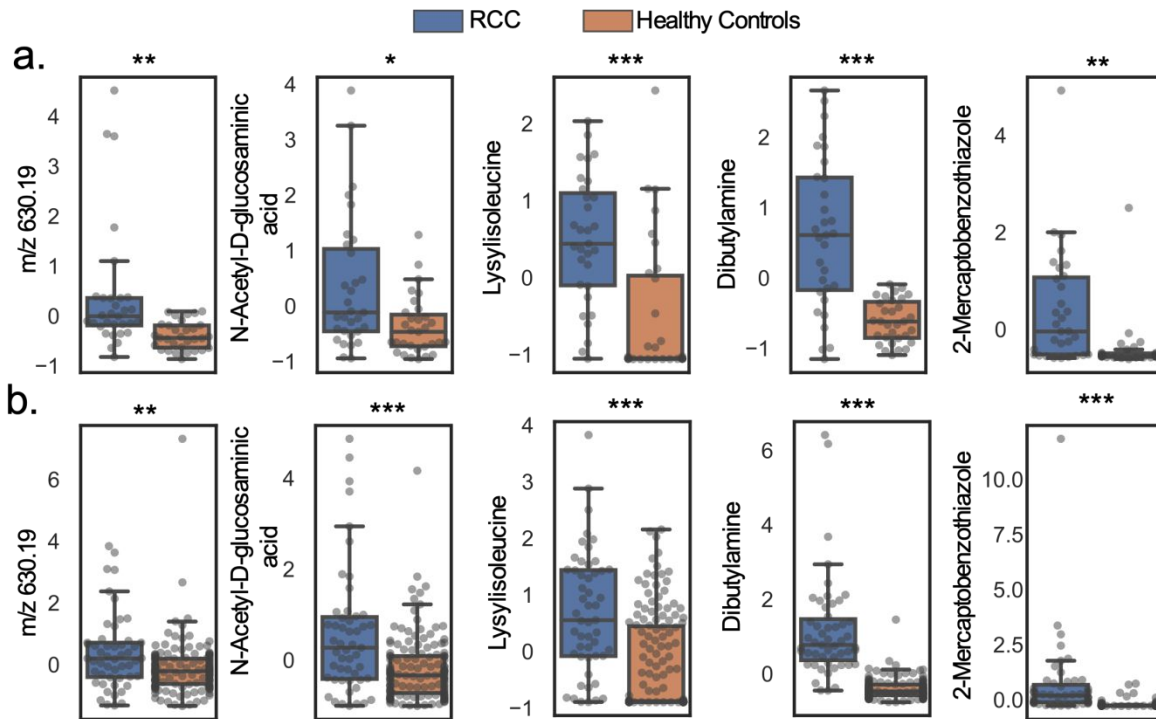 RCC Healthy Controls
a.
** * *** *** **
m/z 630.19
4
3
2
1
0
−1
N-Acetyl-D-glucosaminic
acid
4
3
2
1
0
−1
Lysylisoleucine
2
1
0
−1
Dibutylamine
2
1
0
−1
2-Mercaptobenzothiazole
4
2
0
b.
** *** *** *** ***
m/z 630.19
6
4
2
0
N-Acetyl-D-glucosaminic
acid
4
2
0
Lysylisoleucine
4
3
2
1
0
−1
Dibutylamine
6
4
2
0
2-Mercaptobenzothiazole
10.0
7.5
5.0
2.5
0.0